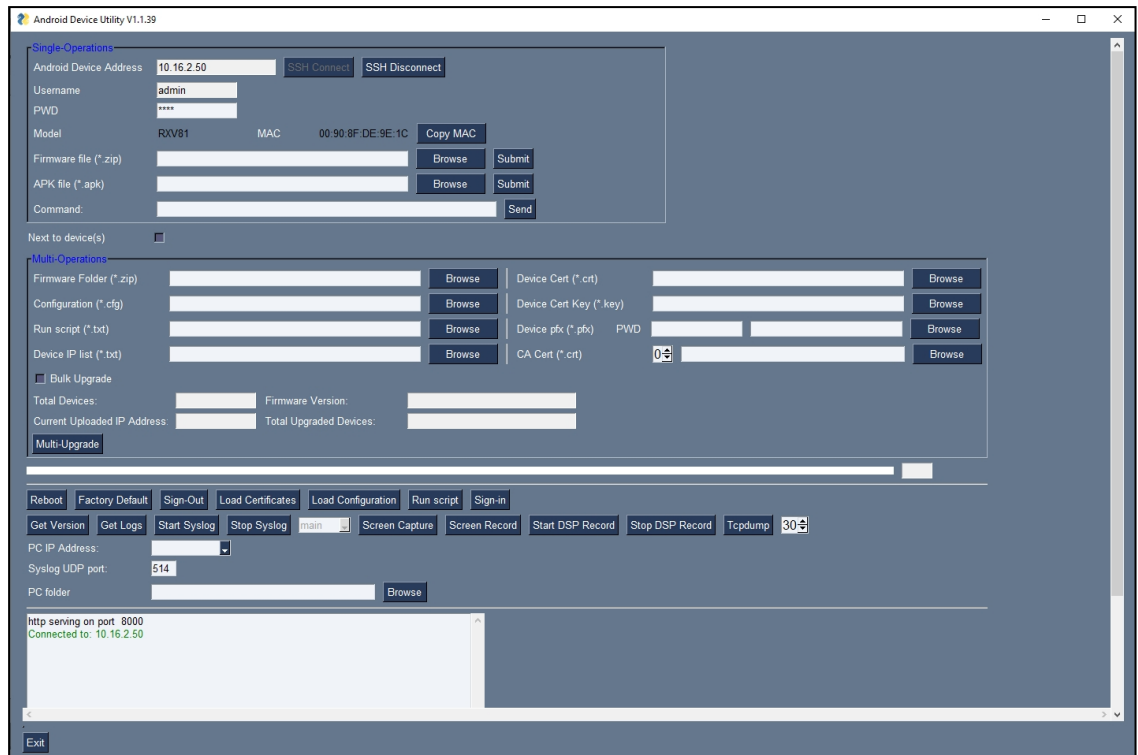 Android Device Utility V1.1.39
Single-Operations
Android Device Address 10.16.2.50 SSH Connect SSH Disconnect
Username admin
PWD ****
Model RXV81 MAC 00:90:8F:DE:9E:1C Copy MAC
Firmware file (*.zip) Browse Submit
APK file (*.apk) Browse Submit
Command: Send
Next to device(s)
Multi-Operations
Firmware Folder (*.zip) Browse Device Cert (*.crt) Browse
Configuration (*.cfg) Browse Device Cert Key (*.key) Browse
Run script (*.txt) Browse Device pfx (*.pfx) PWD Browse
Device IP list (*.txt) Browse CA Cert (*.crt) 0 Browse
Bulk Upgrade
Total Devices: Firmware Version:
Current Uploaded IP Address: Total Upgraded Devices:
Multi-Upgrade
Reboot Factory Default Sign-Out Load Certificates Load Configuration Run script Sign-in
Get Version Get Logs Start Syslog Stop Syslog main Screen Capture Screen Record Start DSP Record Stop DSP Record Tcpdump 30
PC IP Address:
Syslog UDP port: 514
PC folder Browse
http serving on port 8000
Connected to: 10.16.2.50
Exit